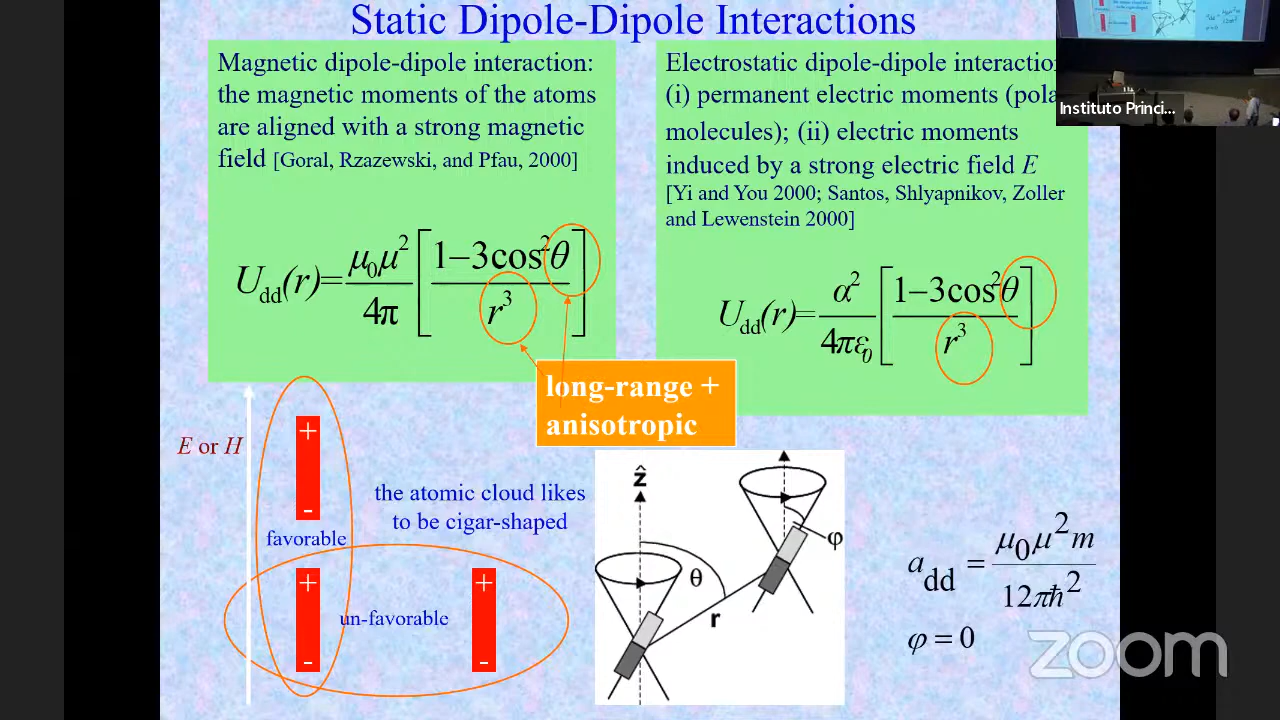 Static Dipole-Dipole Interactions
Magnetic dipole-dipole interaction:
the magnetic moments of the atoms
are aligned with a strong magnetic
field [Goral, Rzazewski, and Pfau, 2000]
U_dd(r)=μ₀μ²/4π [1−3cos²θ / r³]
Electrostatic dipole-dipole interaction
(i) permanent electric moments (pola
molecules); (ii) electric moments
induced by a strong electric field E
[Yi and You 2000; Santos, Shlyapnikov, Zoller
and Lewenstein 2000]
U_dd(r)=α²/4πε₀ [1−3cos²θ / r³]
Instituto Princi...
long-range +
anisotropic
E or H
+
-
favorable
the atomic cloud likes
to be cigar-shaped
+
-
un-favorable
+
-
ẑ
θ
r
φ
a_dd = μ₀μ²m / 12πħ²
φ = 0
zoom